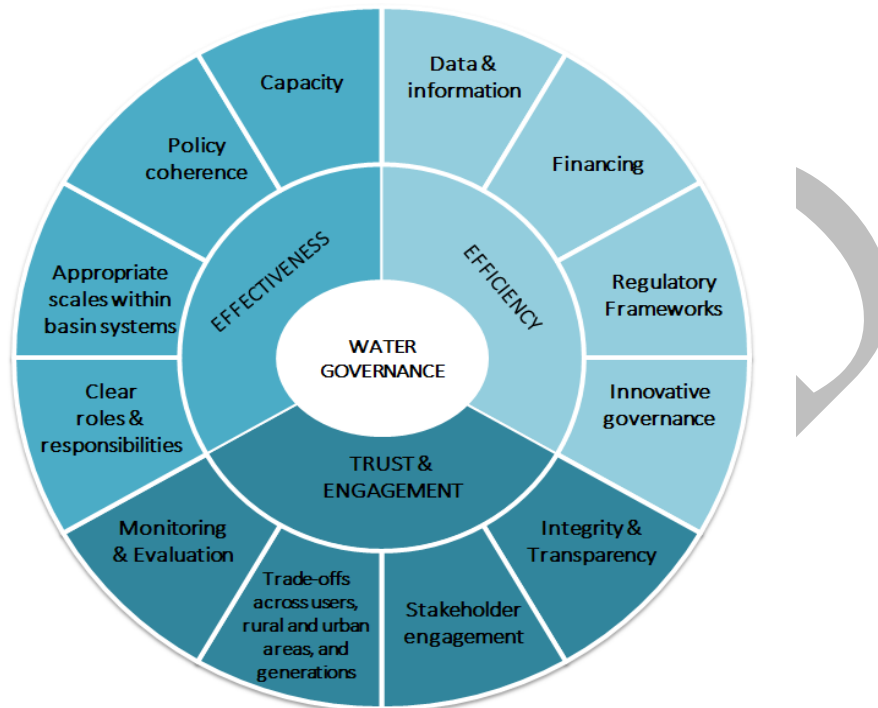 Capacity
Data &
information
Policy
coherence
Financing
Appropriate
scales within
basin systems
EFFECTIVENESS
EFFICIENCY
Regulatory
Frameworks
WATER
GOVERNANCE
Clear
roles &
responsibilities
Innovative
governance
TRUST &
ENGAGEMENT
Monitoring
& Evaluation
Integrity &
Transparency
Trade-offs
across users,
rural and urban
areas, and
generations
Stakeholder
engagement